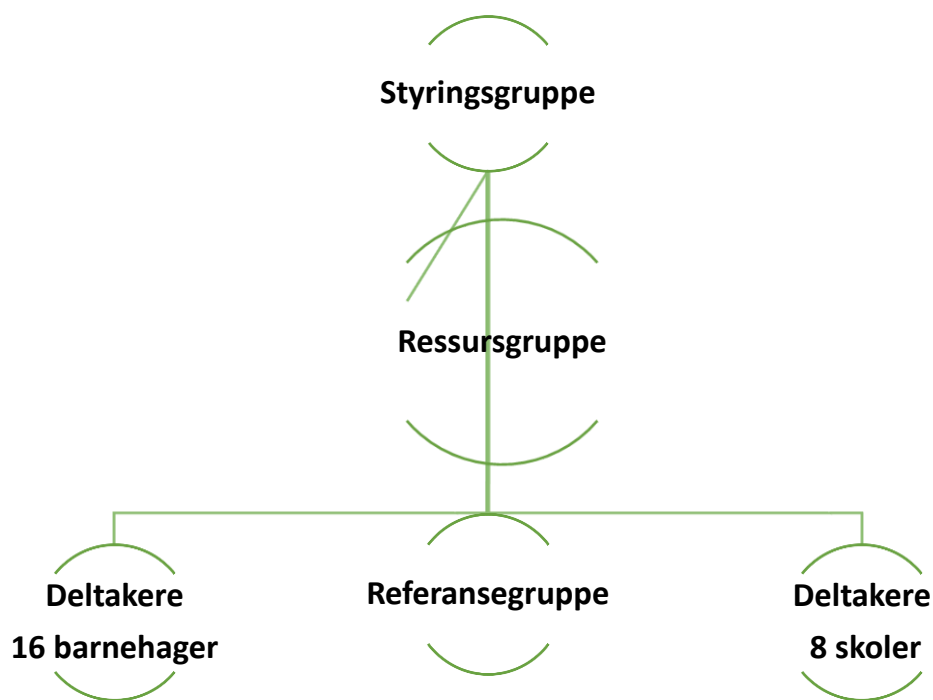 Styringsgruppe
Ressursgruppe
Deltakere
16 barnehager
Referansegruppe
Deltakere
8 skoler